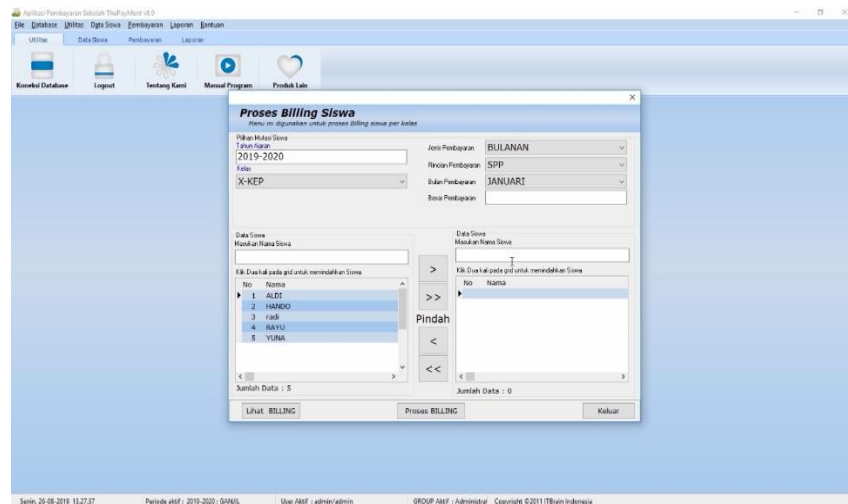 Aplikasi Pembayaran Sekolah ThePayMent v8.0
File Database Utilitas Data Siswa Pembayaran Laporan Bantuan
Utilitas Data Siswa Pembayaran Laporan
Koneksi Database Logout Tentang Kami Manual Program Produk Lain
Proses Billing Siswa
Menu ini digunakan untuk proses Billing siswa per kelas
Pilihan Mutasi Siswa
Tahun Ajaran
2019-2020
Kelas
X-KEP
Jenis Pembayaran BULANAN
Rincian Pembayaran SPP
Bulan Pembayaran JANUARI
Besar Pembayaran
Data Siswa
Masukan Nama Siswa
Klik Dua kali pada grid untuk memindahkan Siswa
No Nama
1 ALDI
2 HANDO
3 radi
4 RAYU
5 YUNA
Jumlah Data : 5
>
>>
Pindah
<
<<
Data Siswa
Masukan Nama Siswa
Klik Dua kali pada grid untuk memindahkan Siswa
No Nama
Jumlah Data : 0
Lihat BILLING Proses BILLING Keluar
Senin, 26-08-2019 13.27.37 Periode aktif : 2019-2020 : GANJIL User Aktif : admin/admin GROUP Aktif : Administrat Copyright ©2011 ITBrain Indonesia